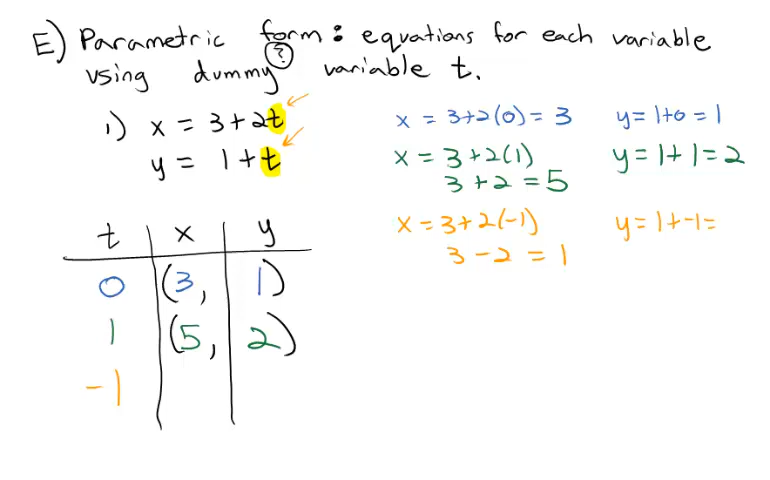 E) Parametric form: equations for each variable
using dummy ? variable t.
1) x = 3+2t
y = 1+t
x = 3+2(0) = 3 y = 1+0 = 1
x = 3+2(1) y = 1+1 = 2
3+2 = 5
x = 3+2(-1) y = 1+-1 =
3-2 = 1
t x y
0 (3, 1)
1 (5, 2)
-1